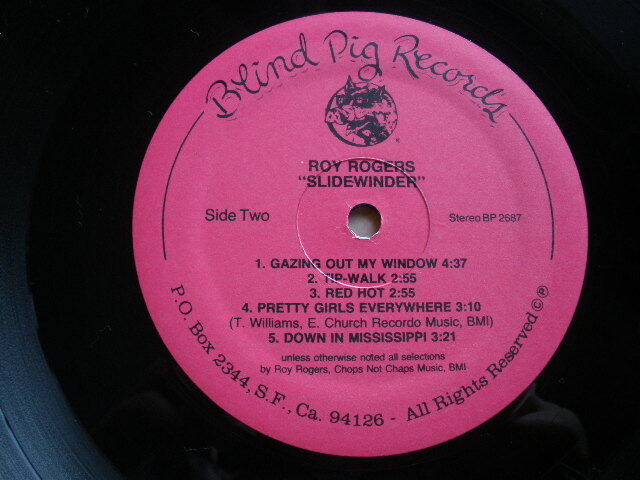 Blind Pig Records
ROY ROGERS
"SLIDEWINDER"
Side Two
Stereo BP 2687
1. GAZING OUT MY WINDOW 4:37
2. TIP-WALK 2:55
3. RED HOT 2:55
4. PRETTY GIRLS EVERYWHERE 3:10
(T. Williams, E. Church Recordo Music, BMI)
5. DOWN IN MISSISSIPPI 3:21
unless otherwise noted all selections
by Roy Rogers, Chops Not Chaps Music, BMI
P.O. Box 2344, S.F., Ca. 94126 - All Rights Reserved © ℗